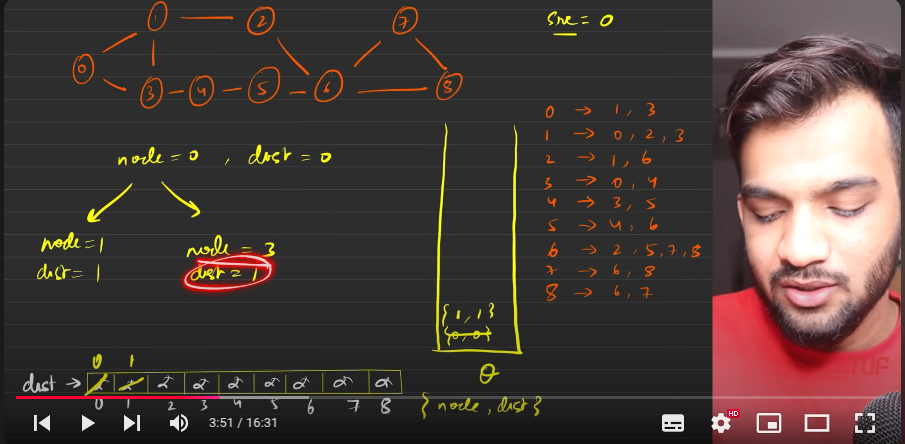 src = 0
1 2 7
0 3 4 5 6 8
0 → 1, 3
1 → 0, 2, 3
2 → 1, 6
3 → 0, 4
4 → 3, 5
5 → 4, 6
6 → 2, 5, 7, 8
7 → 6, 8
8 → 6, 7
node = 0 , dist = 0
node = 1
dist = 1
node = 3
dist = 1
{1,1}
{0,0}
0 1
dist → α α α α α α α α α
0 1 2 3 4 5 6 7 8
Q
{node, dist}
3:51 / 16:31
HD